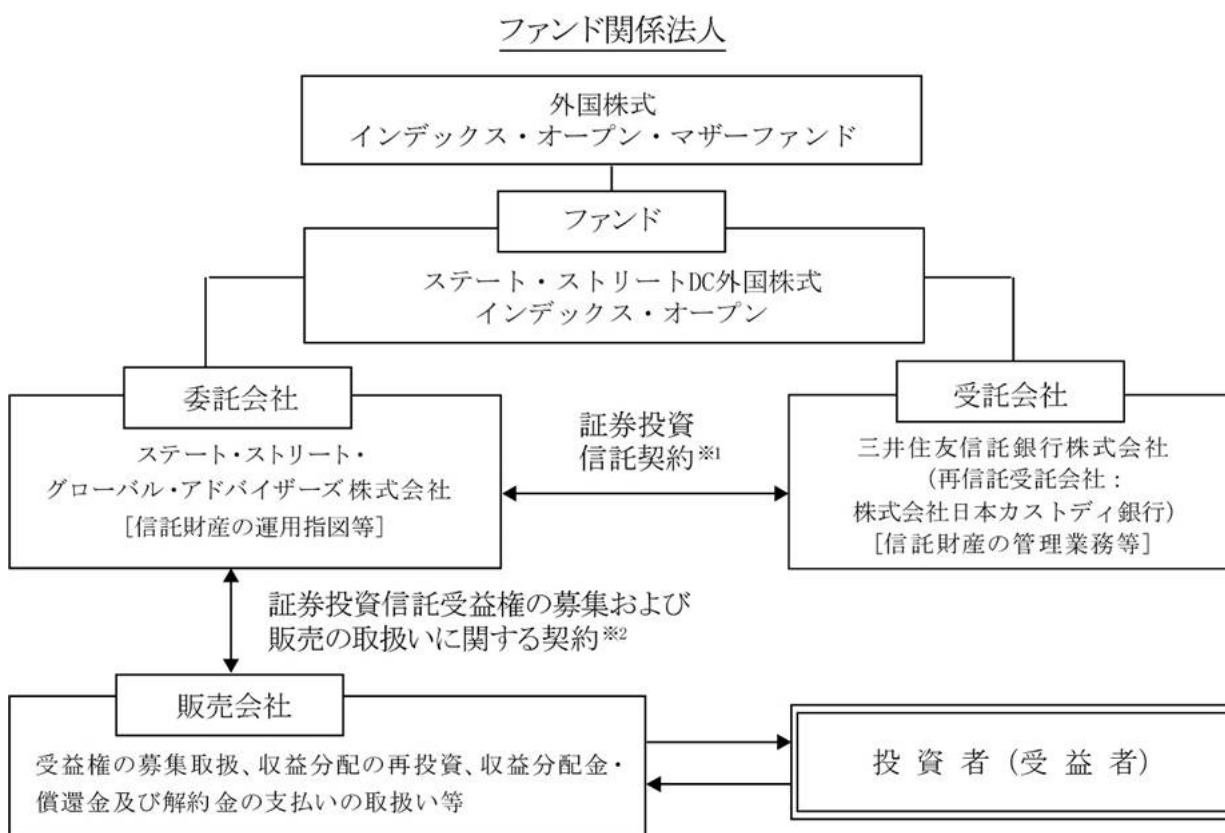 ファンド関係法人
外国株式
インデックス・オープン・マザーファンド
ファンド
ステート・ストリートDC外国株式
インデックス・オープン
委託会社
ステート・ストリート・
グローバル・アドバイザーズ株式会社
[信託財産の運用指図等]
証券投資
信託契約※1
受託会社
三井住友信託銀行株式会社
(再信託受託会社:
株式会社日本カストディ銀行)
[信託財産の管理業務等]
証券投資信託受益権の募集および
販売の取扱いに関する契約※2
販売会社
受益権の募集取扱、収益分配の再投資、収益分配金・
償還金及び解約金の支払いの取扱い等
投資者(受益者)